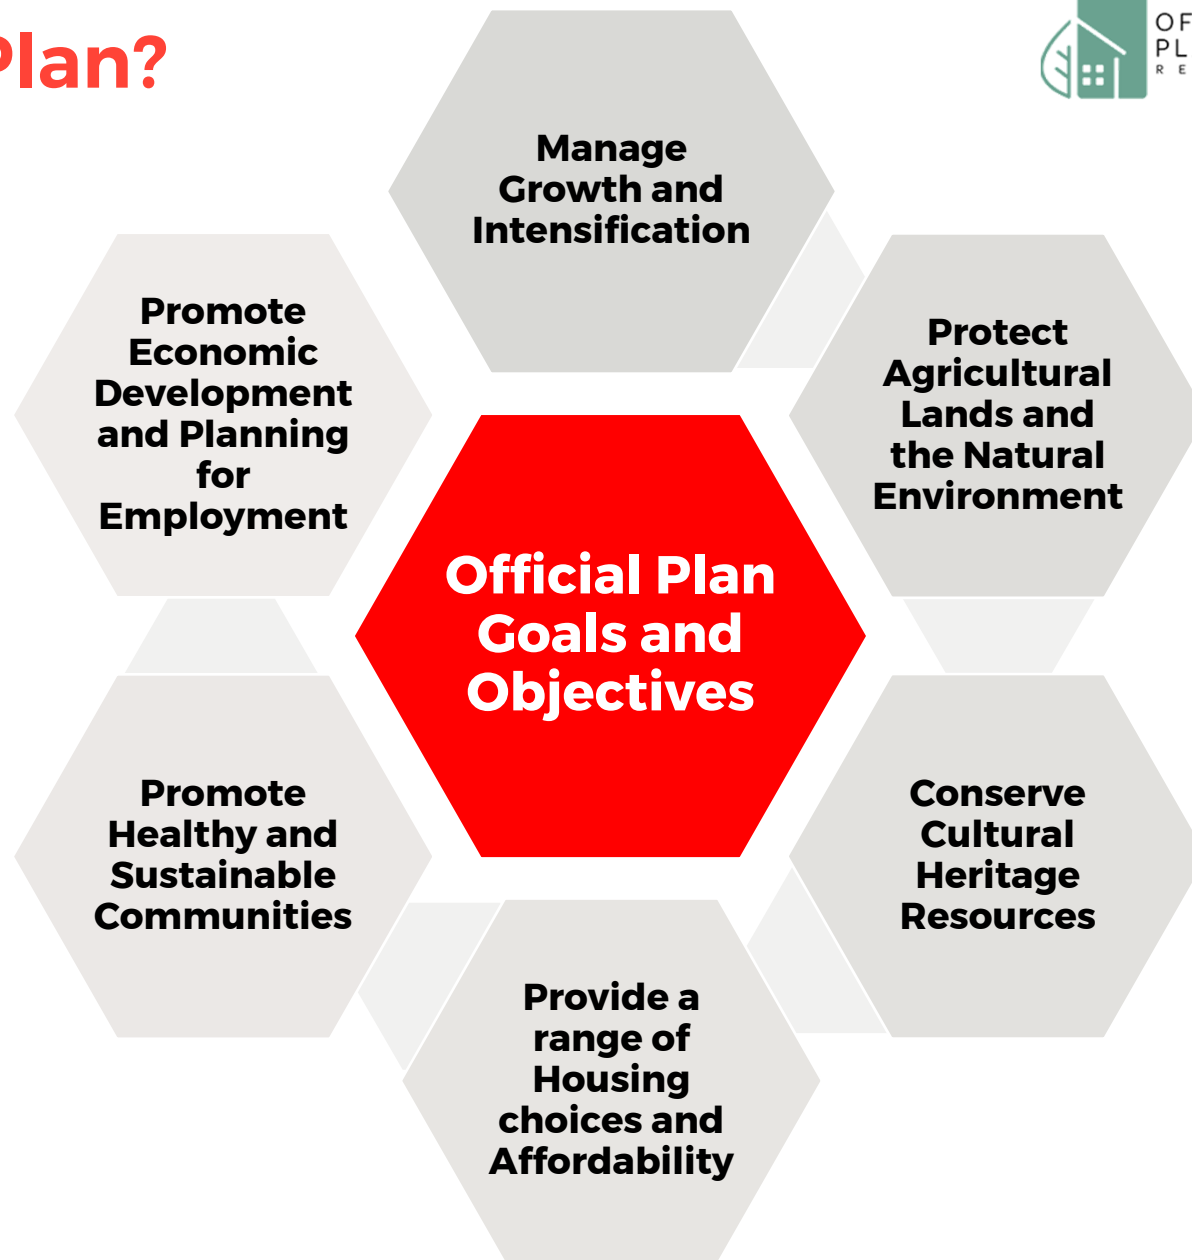 Plan?
OF
PL
R E
Manage
Growth and
Intensification
Protect
Agricultural
Lands and
the Natural
Environment
Conserve
Cultural
Heritage
Resources
Provide a
range of
Housing
choices and
Affordability
Promote
Healthy and
Sustainable
Communities
Promote
Economic
Development
and Planning
for
Employment
Official Plan
Goals and
Objectives